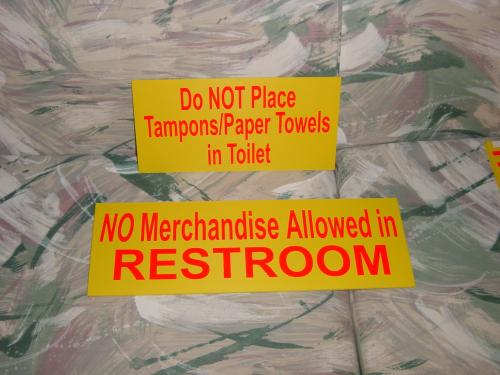 Do NOT Place
Tampons/Paper Towels
in Toilet
NO Merchandise Allowed in
RESTROOM